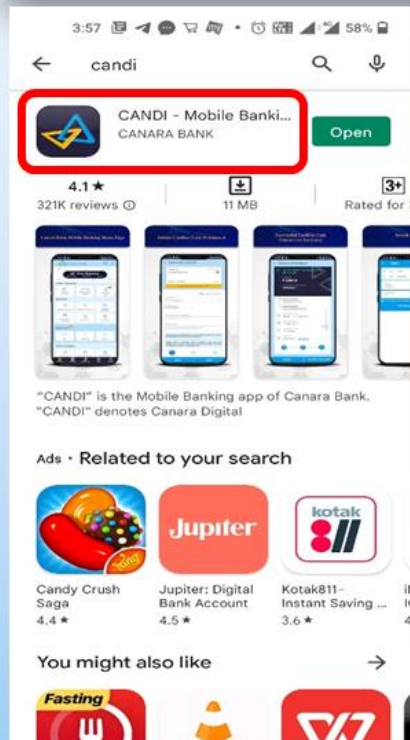 3:57 58%
candi
CANDI - Mobile Banki...
CANARA BANK
Open
4.1★
321K reviews
11 MB
3+
Rated for
"CANDI" is the Mobile Banking app of Canara Bank.
"CANDI" denotes Canara Digital
Ads • Related to your search
Jupiter
kotak
811
King
Candy Crush
Saga
4.4★
Jupiter: Digital
Bank Account
4.5★
Kotak811-
Instant Saving ...
3.6★
You might also like
Fasting